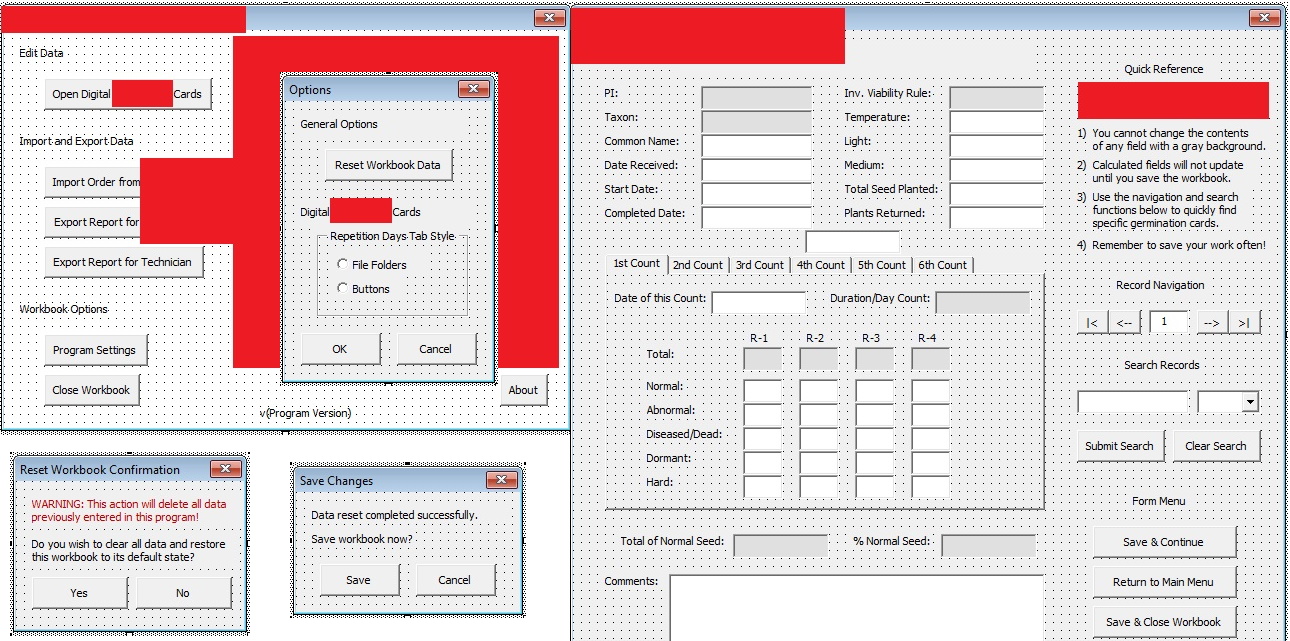 Edit Data
Open Digital
Cards
Import and Export Data
Import Order from
Export Report for
Export Report for Technician
Workbook Options
Program Settings
Close Workbook
v(Program Version)
About
Options
General Options
Reset Workbook Data
Digital
Cards
Repetition Days Tab Style
File Folders
Buttons
OK
Cancel
Reset Workbook Confirmation
WARNING: This action will delete all data
previously entered in this program!
Do you wish to clear all data and restore
this workbook to its default state?
Yes
No
Save Changes
Data reset completed successfully.
Save workbook now?
Save
Cancel
PI:
Inv. Viability Rule:
Taxon:
Temperature:
Common Name:
Light:
Date Received:
Medium:
Start Date:
Total Seed Planted:
Completed Date:
Plants Returned:
1st Count
2nd Count
3rd Count
4th Count
5th Count
6th Count
Date of this Count:
Duration/Day Count:
R-1
R-2
R-3
R-4
Total:
Normal:
Abnormal:
Diseased/Dead:
Dormant:
Hard:
Total of Normal Seed:
% Normal Seed:
Comments:
Quick Reference
1) You cannot change the contents
of any field with a gray background.
2) Calculated fields will not update
until you save the workbook.
3) Use the navigation and search
functions below to quickly find
specific germination cards.
4) Remember to save your work often!
Record Navigation
|<
<--
1
-->
>|
Search Records
Submit Search
Clear Search
Form Menu
Save & Continue
Return to Main Menu
Save & Close Workbook